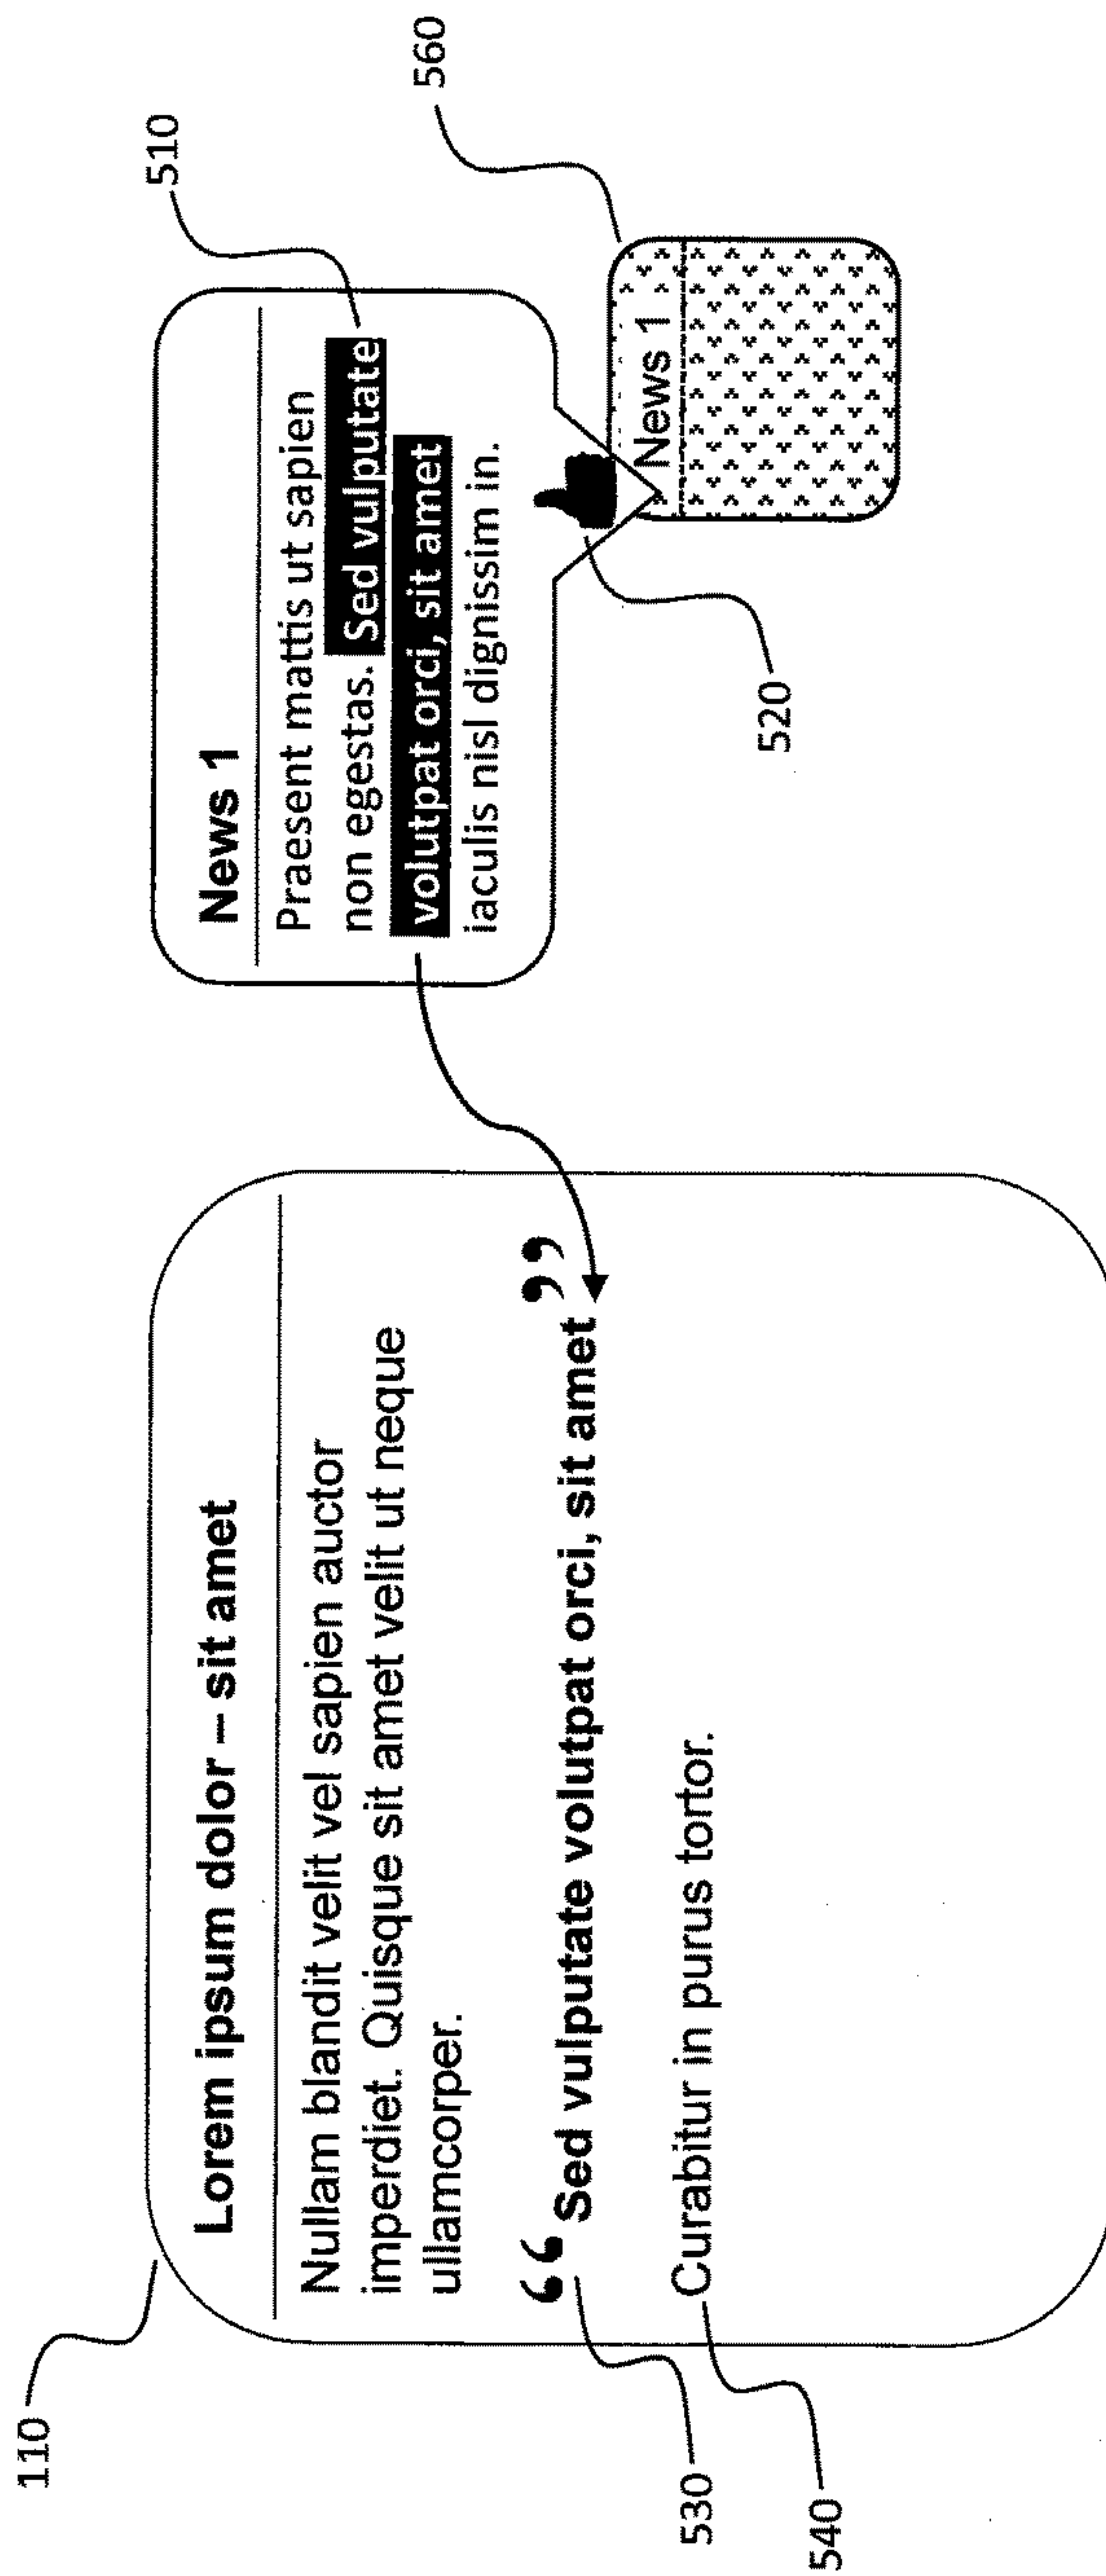 110
Lorem ipsum dolor – sit amet
Nullam blandit velit vel sapien auctor
imperdiet. Quisque sit amet velit ut neque
ullamcorper.
“ Sed vulputate volutpat orci, sit amet ”
Curabitur in purus tortor.
530
540
510
News 1
Praesent mattis ut sapien
non egestas. Sed vulputate
volutpat orci, sit amet
iaculis nisl dignissim in.
520
560
News 1